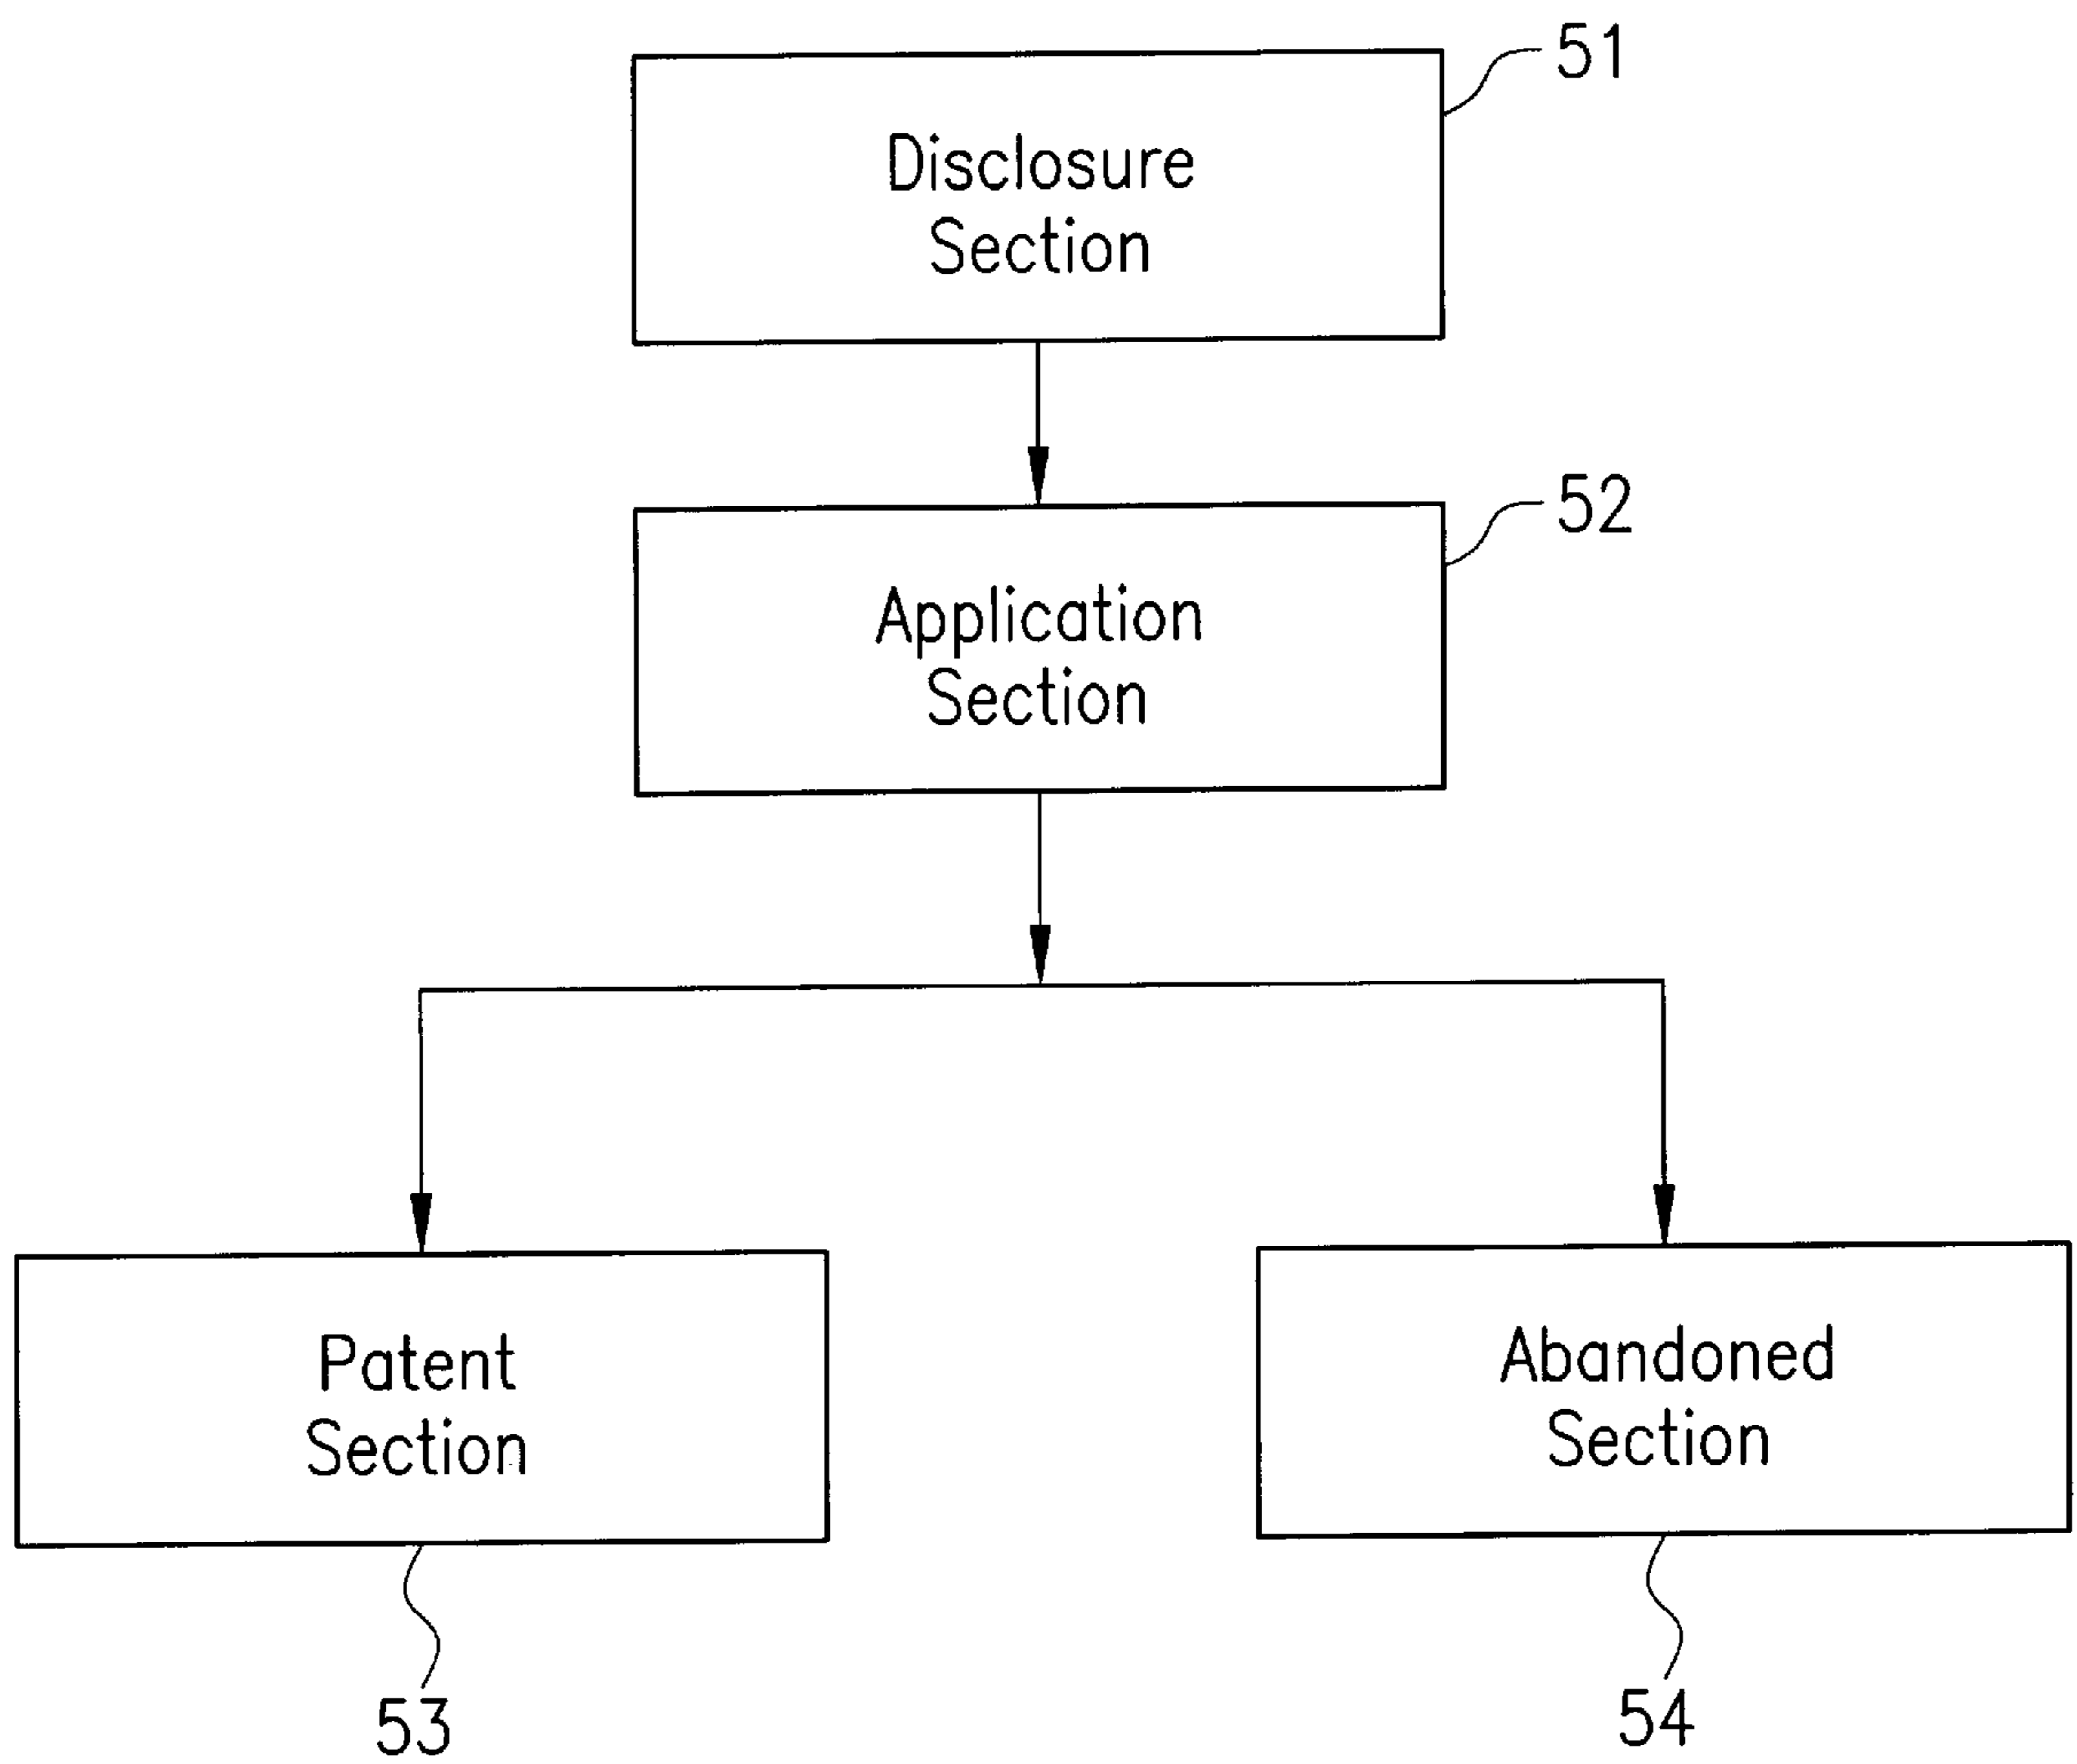 51
Disclosure
Section
52
Application
Section
Patent
Section
Abandoned
Section
53
54